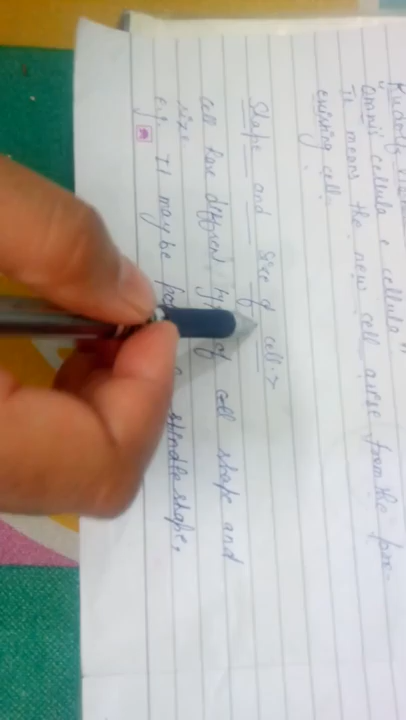 Rudolf
"Omnis cellula e cellula"
It means the new cell arise from the pre-
existing cell.
Shape and size of cell→
Cell have different of cell shape and
size.
e.g. It may be spindle shape,